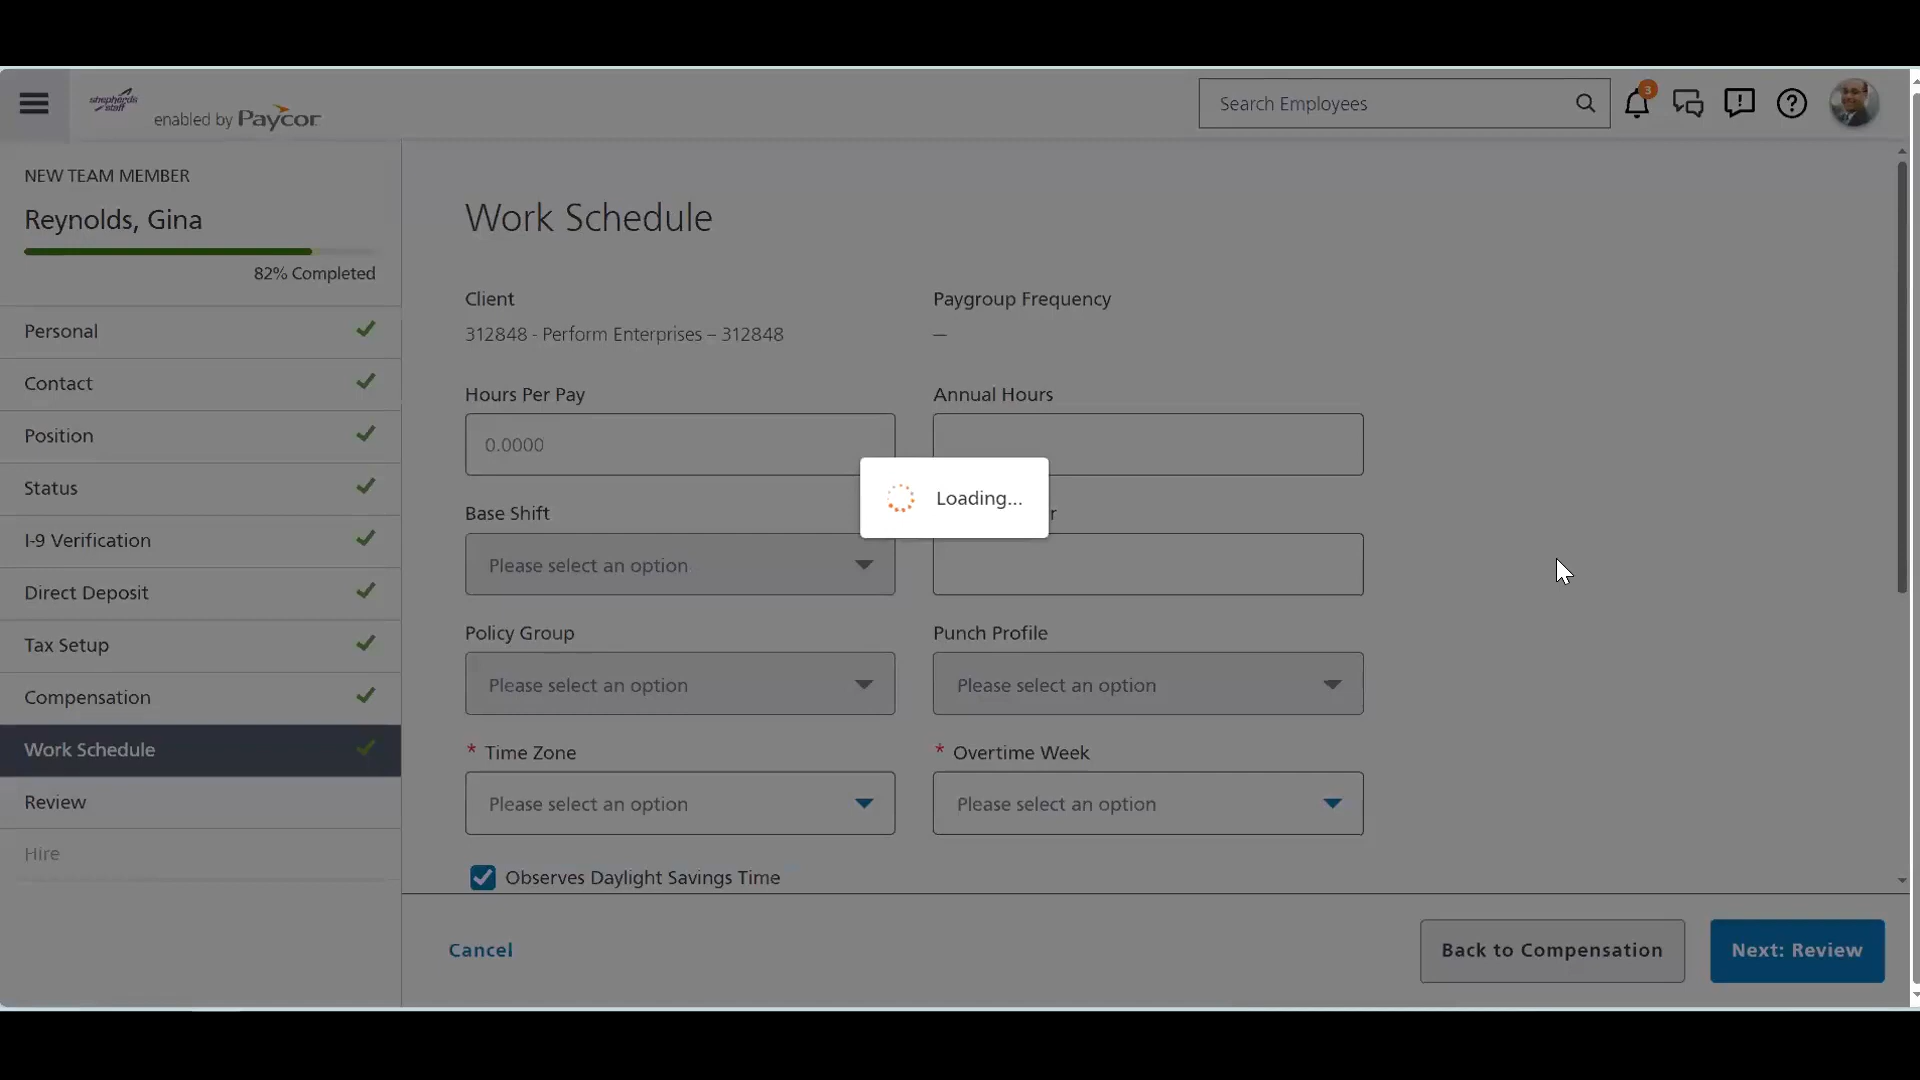 shepherds
staff
enabled by Paycor
Search Employees
3
NEW TEAM MEMBER
Reynolds, Gina
82% Completed
Personal
Contact
Position
Status
I-9 Verification
Direct Deposit
Tax Setup
Compensation
Work Schedule
Review
Hire
Work Schedule
Client
Paygroup Frequency
312848 - Perform Enterprises – 312848
—
Hours Per Pay
Annual Hours
0.0000
Loading...
Base Shift
r
Please select an option
Policy Group
Punch Profile
Please select an option
Please select an option
* Time Zone
* Overtime Week
Please select an option
Please select an option
Observes Daylight Savings Time
Cancel
Back to Compensation
Next: Review